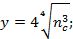 y = 4∜n_c^3;